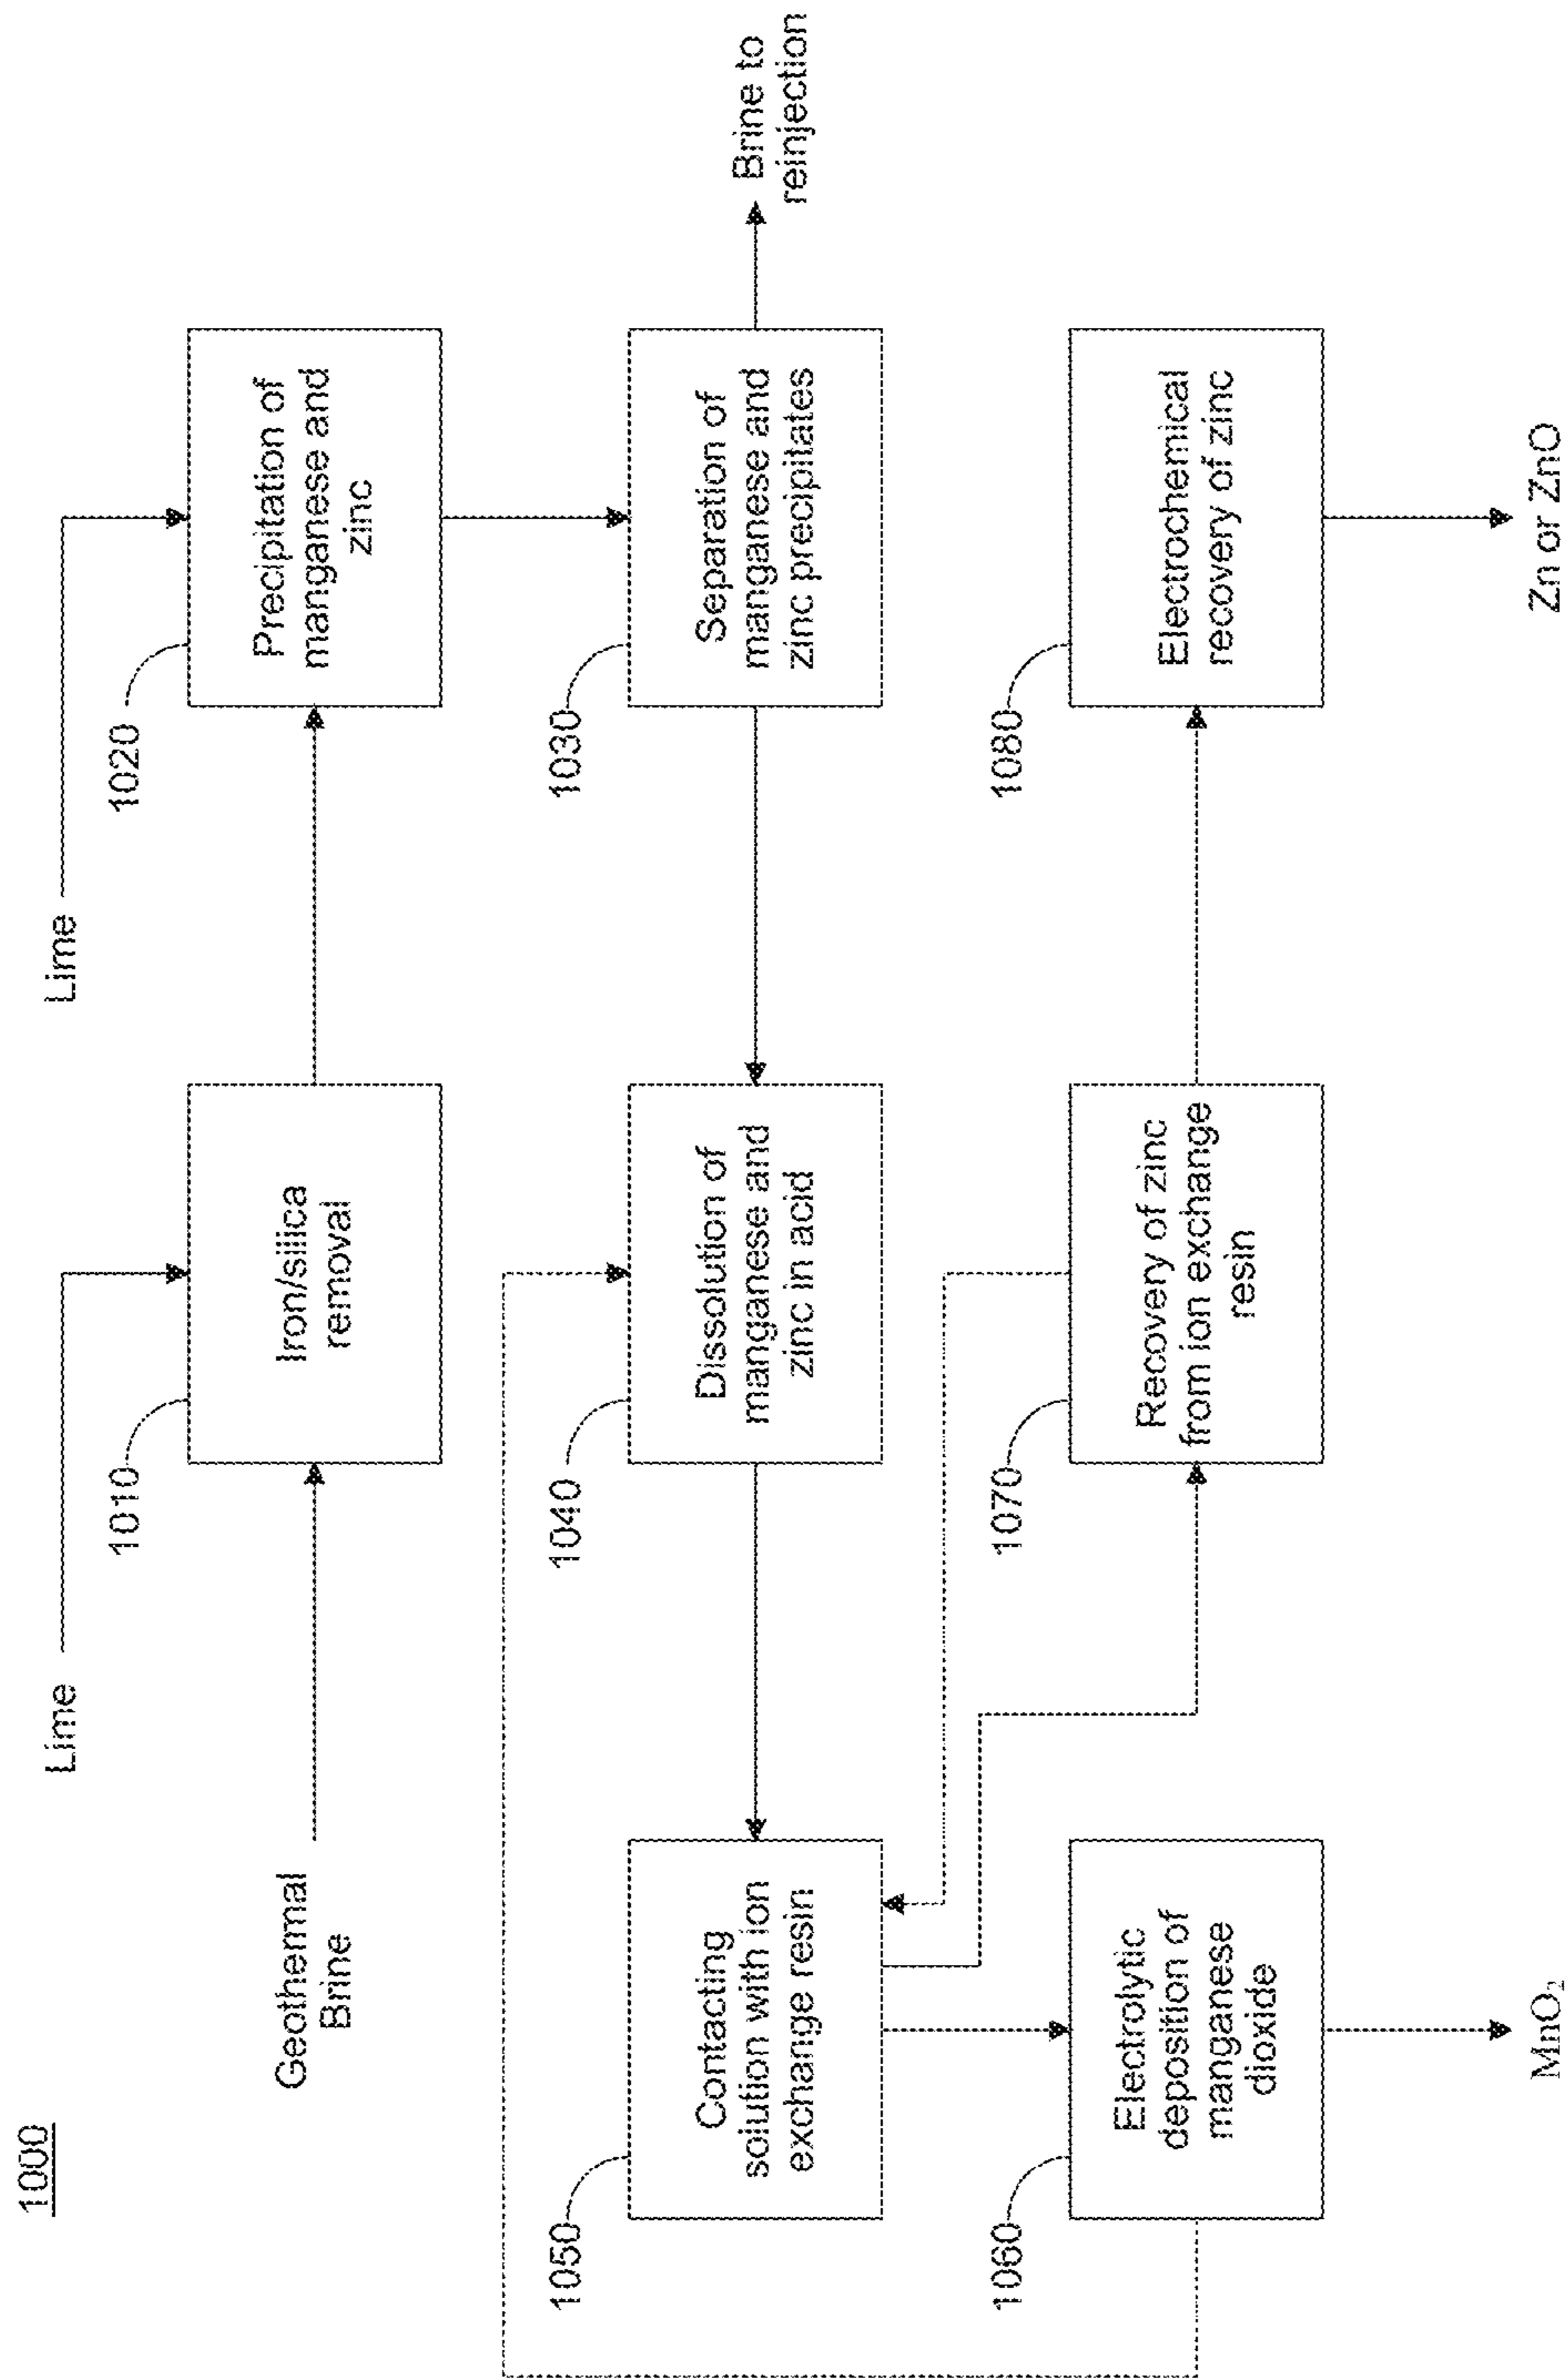 1000
Lime
Lime
Geothermal
Brine
1010
Iron/silica
removal
1020
Precipitation of
manganese and
zinc
1050
Contacting
solution with ion
exchange resin
1040
Dissolution of
manganese and
zinc in acid
1030
Separation of
manganese and
zinc precipitates
Brine to
reinjection
1060
Electrolytic
deposition of
manganese
dioxide
1070
Recovery of zinc
from ion exchange
resin
1080
Electrochemical
recovery of zinc
MnO₂
Zn or ZnO